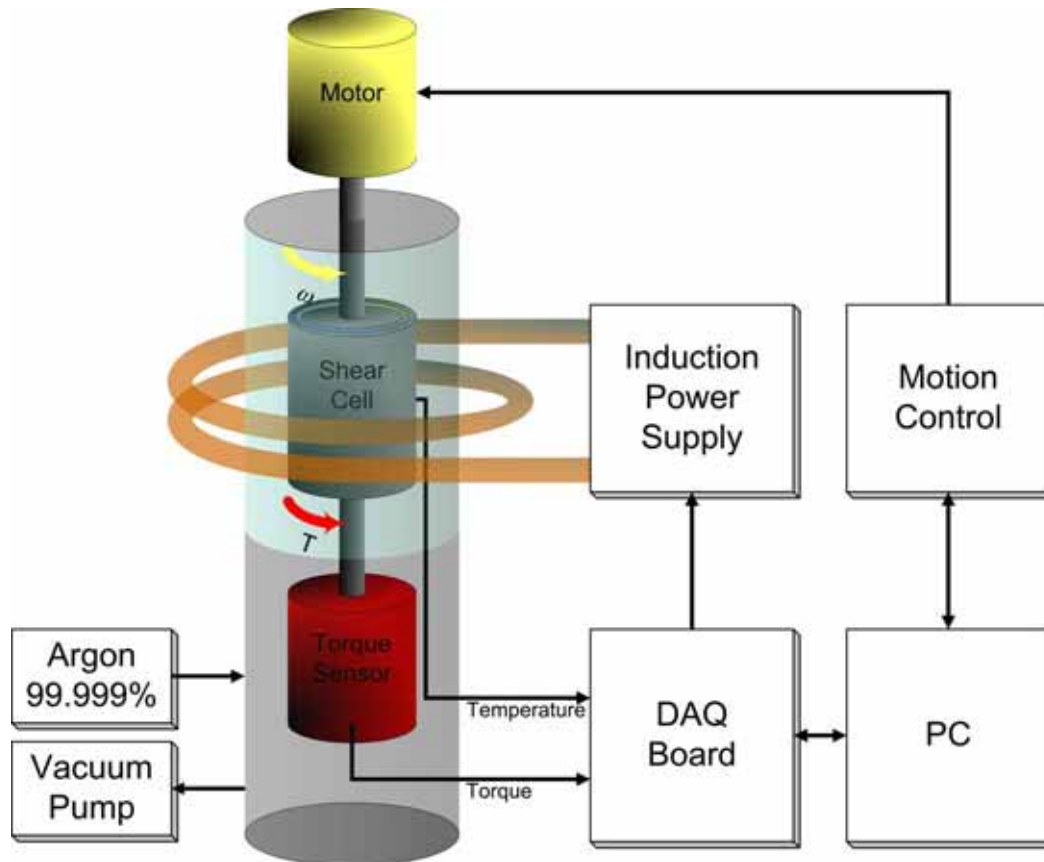 Motor
ω
Shear
Cell
T
Torque
Sensor
Induction
Power
Supply
Motion
Control
Argon
99.999%
Vacuum
Pump
Temperature
Torque
DAQ
Board
PC